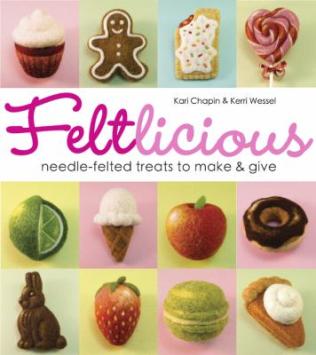 Kari Chapin & Kerri Wessel
Feltlicious
needle-felted treats to make & give